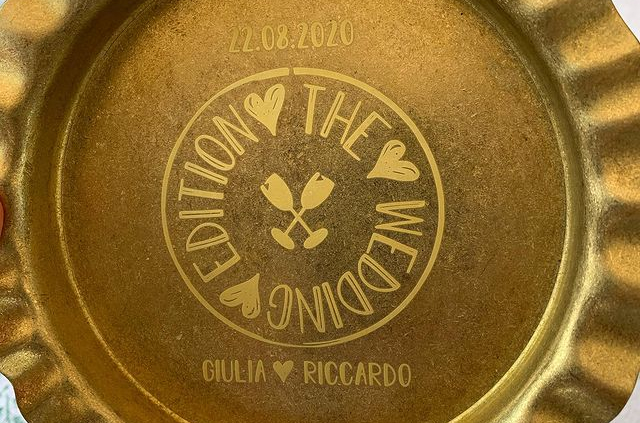 22.08.2020
THE WEDDING EDITION
GIULIA RICCARDO